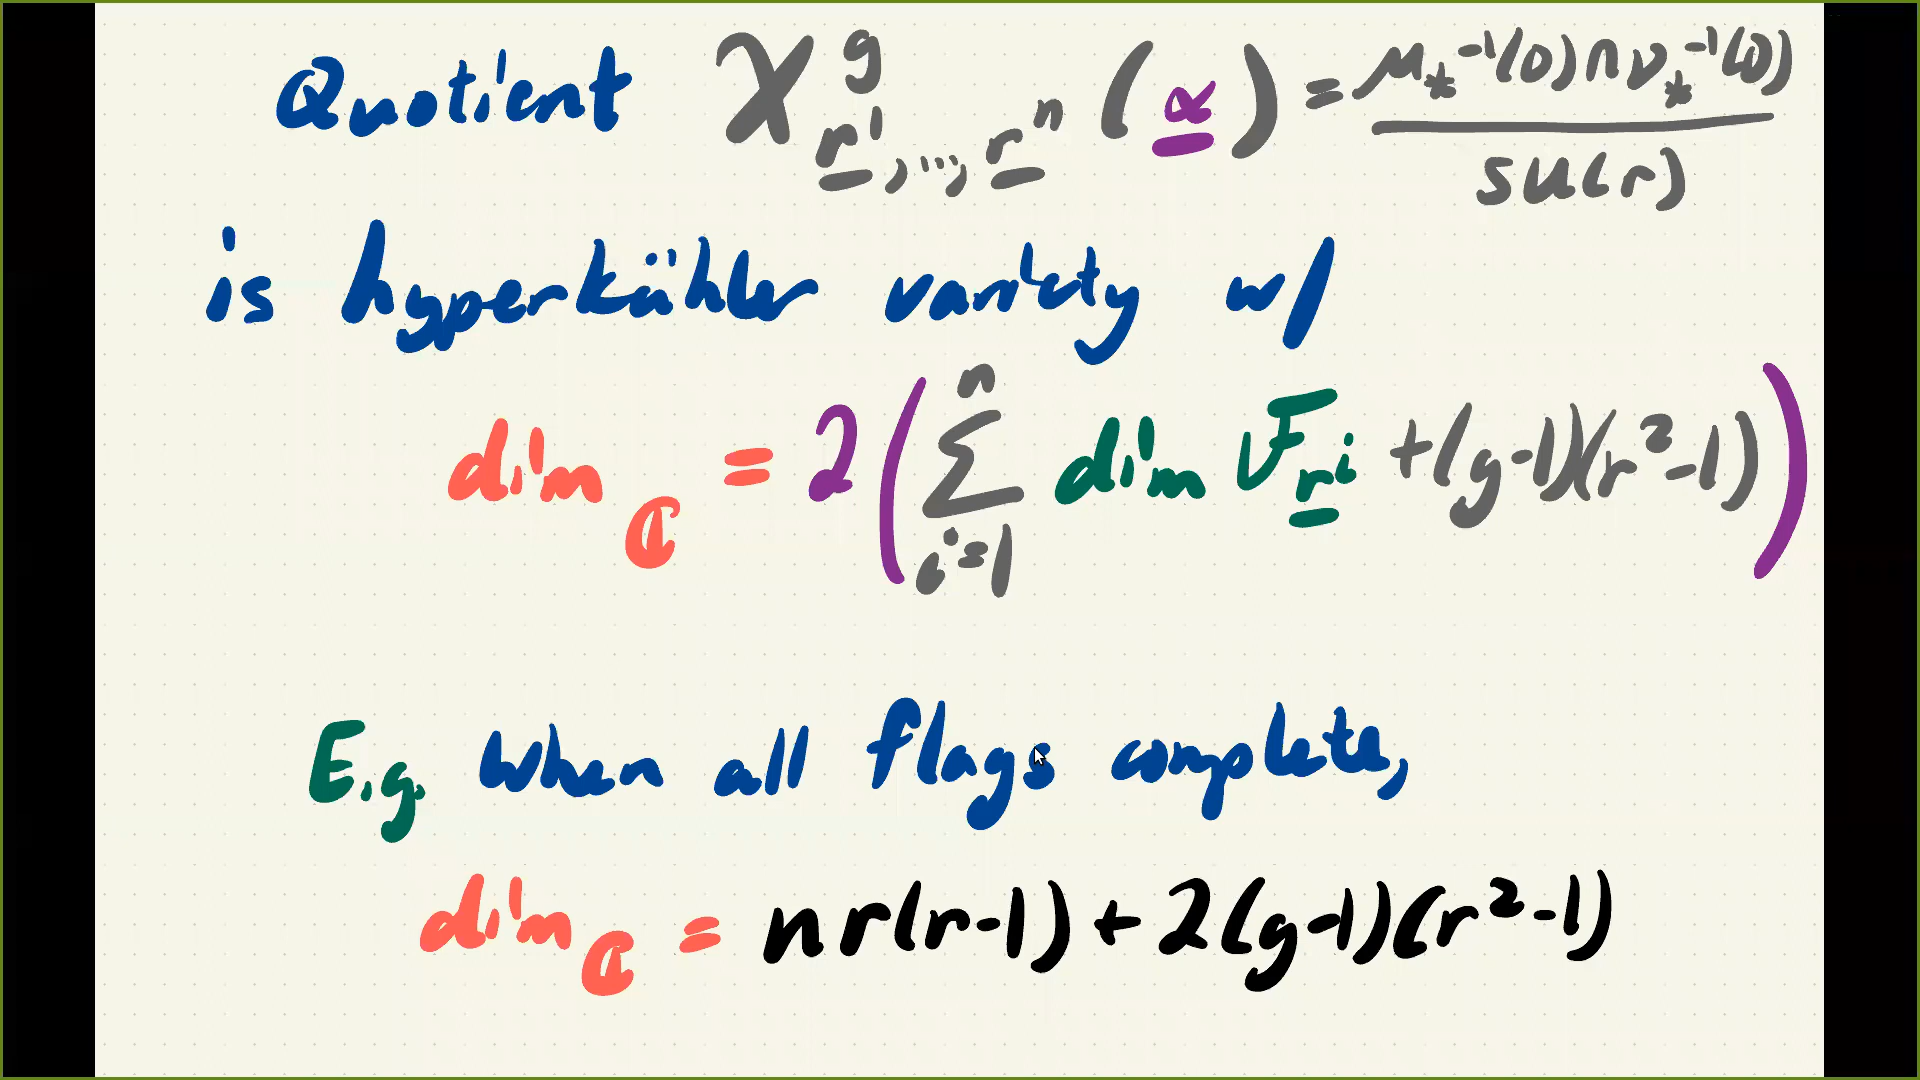 Quotient X^g_{r^1,...,r^n}(α) = μ_*^{-1}(0)∩ν_*^{-1}(0) / SU(r)
is hyperkähler variety w/
dim_ℂ = 2(∑_{i=1}^n dim F_{r^i} + (g-1)(r^2-1))
E.g. When all flags complete,
dim_ℂ = nr(r-1) + 2(g-1)(r^2-1)